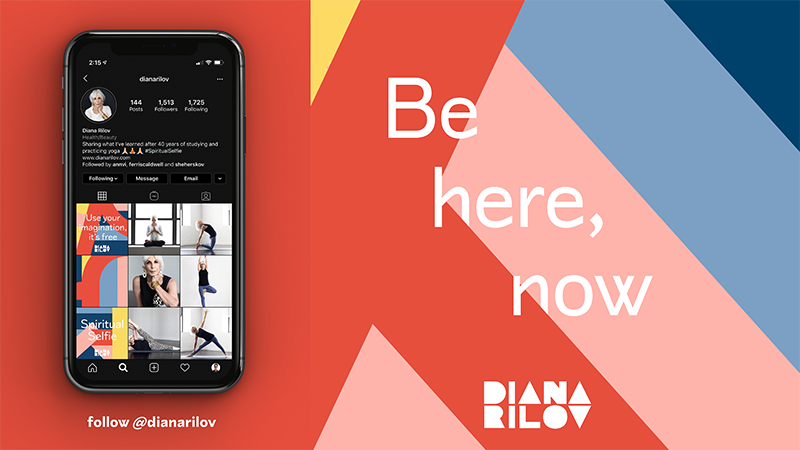 2:15
dianarilov
144 1,513 1,725
Posts Followers Following
Diana Rilov
Health/Beauty
Sharing what I've learned after 40 years of studying and
practicing yoga 🙏🏻🙏🏽🙏🏼 #SpiritualSelfie
www.dianarilov.com
Followed by annvi, ferriscaldwell and sheherskov
Following Message Email
Use your
imagination,
it's free
DIANA
RILOV
Spiritual
Selfie
DIANA
RILOV
follow @dianarilov
Be
here,
now
DIANA
RILOV